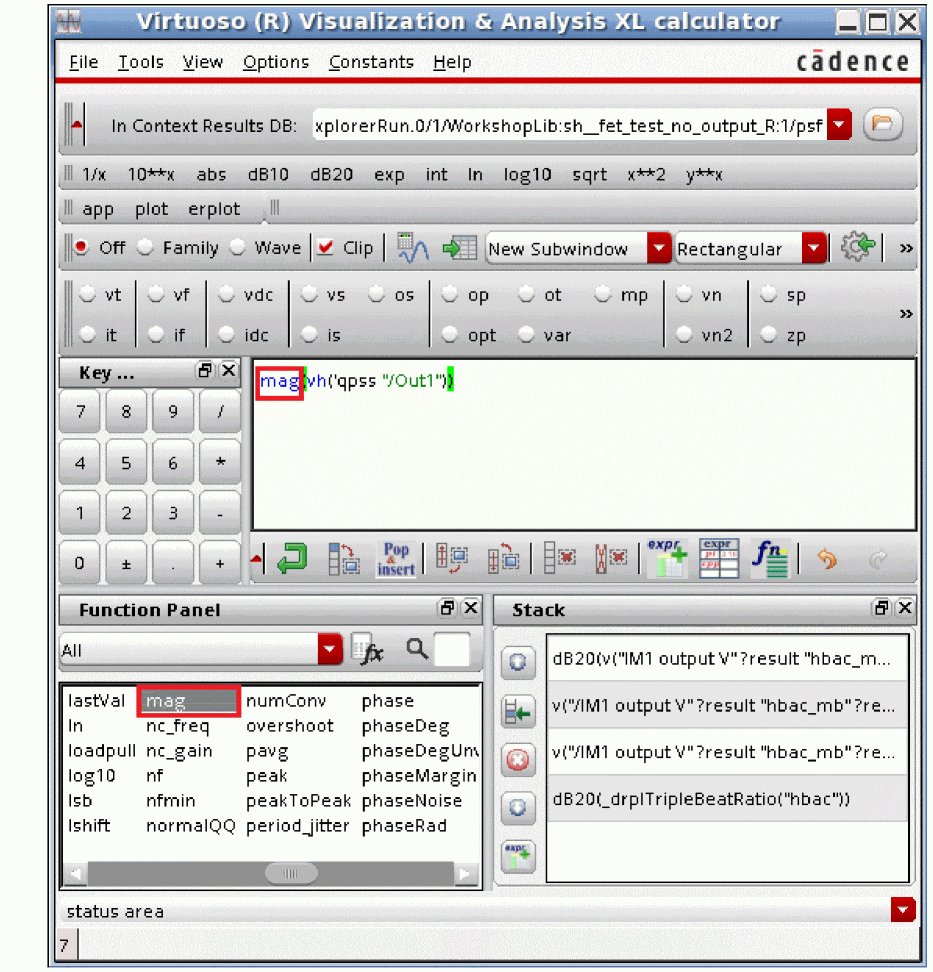 Virtuoso (R) Visualization & Analysis XL calculator
File Tools View Options Constants Help cādence
In Context Results DB: xplorerRun.0/1/WorkshopLib:sh__fet_test_no_output_R:1/psf
1/x 10**x abs dB10 dB20 exp int ln log10 sqrt x**2 y**x
app plot erplot
Off Family Wave Clip New Subwindow Rectangular »
vt vf vdc vs os op ot mp vn sp
it if idc is opt var vn2 zp »
Key ...
mag(vh('qpss "/Out1"))
7 8 9 /
4 5 6 *
1 2 3 -
0 ± . +
Pop & insert
expr
expr
fn
Function Panel
All
fx
lastVal mag numConv phase
ln nc_freq overshoot phaseDeg
loadpull nc_gain pavg phaseDegUnv
log10 nf peak phaseMargin
lsb nfmin peakToPeak phaseNoise
lshift normalQQ period_jitter phaseRad
Stack
dB20(v("IM1 output V"?result "hbac_m...
v("/IM1 output V"?result "hbac_mb"?re...
v("/IM1 output V"?result "hbac_mb"?re...
dB20(_drplTripleBeatRatio("hbac"))
expr
status area
7